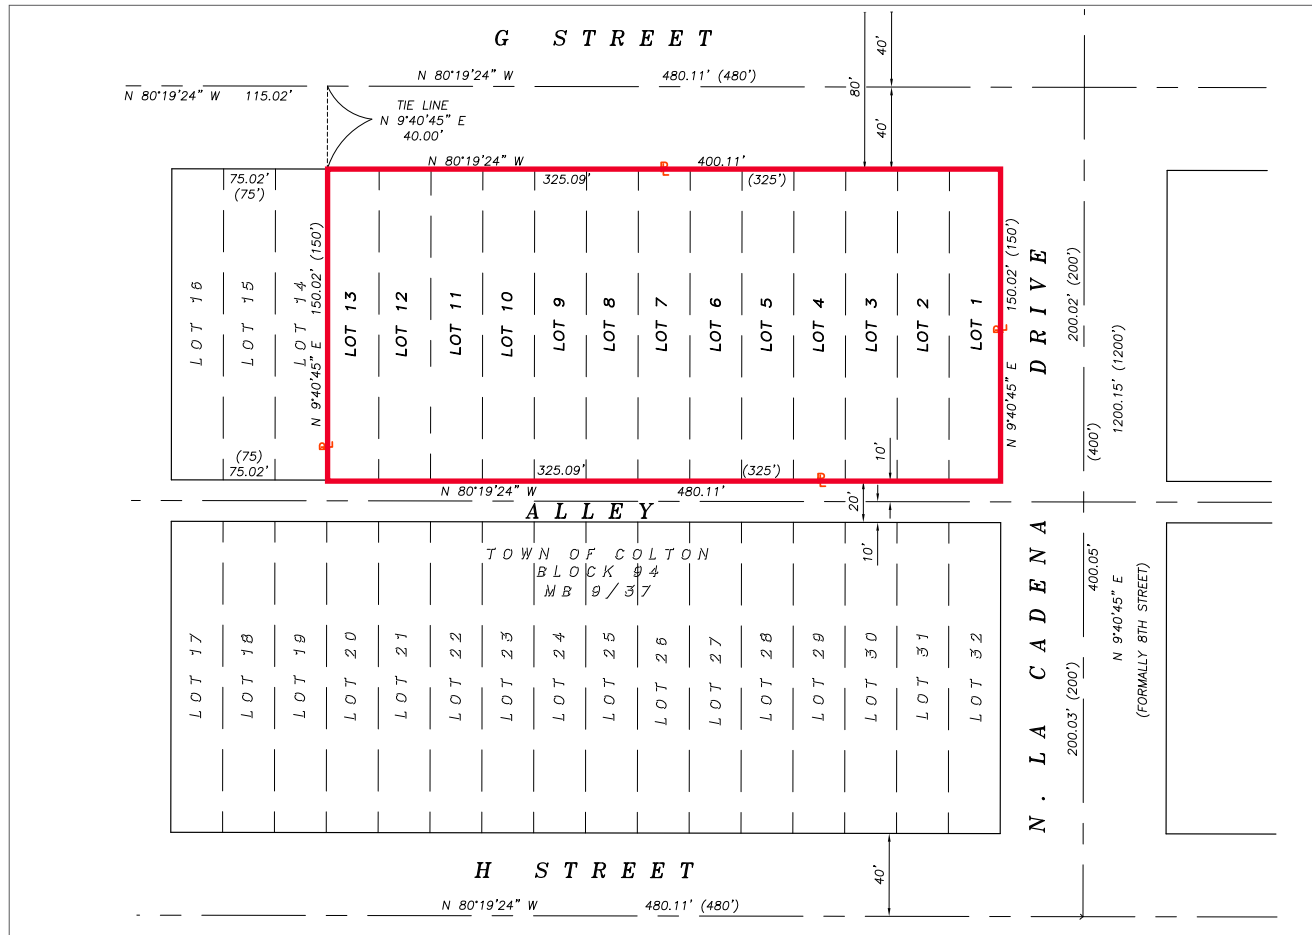 G STREET
40'
N 80°19'24" W 480.11' (480')
80'
N 80°19'24" W 115.02'
TIE LINE
N 9°40'45" E
40.00'
40'
N 80°19'24" W 400.11'
PL
75.02'
(75')
325.09' (325')
LOT 16
LOT 15
LOT 14
N 9°40'45" E 150.02' (150')
LOT 13
LOT 12
LOT 11
LOT 10
LOT 9
LOT 8
LOT 7
LOT 6
LOT 5
LOT 4
LOT 3
LOT 2
LOT 1
N 9°40'45" E 150.02' (150')
PL
PL
N. LA CADENA DRIVE
200.02' (200')
1200.15' (1200')
(400')
(75)
75.02'
325.09' (325')
PL
10'
N 80°19'24" W 480.11'
20'
ALLEY
10'
TOWN OF COLTON
BLOCK 94
MB 9/37
400.05'
N 9°40'45" E
(FORMALLY 8TH STREET)
200.03' (200')
LOT 17
LOT 18
LOT 19
LOT 20
LOT 21
LOT 22
LOT 23
LOT 24
LOT 25
LOT 26
LOT 27
LOT 28
LOT 29
LOT 30
LOT 31
LOT 32
H STREET
40'
N 80°19'24" W 480.11' (480')